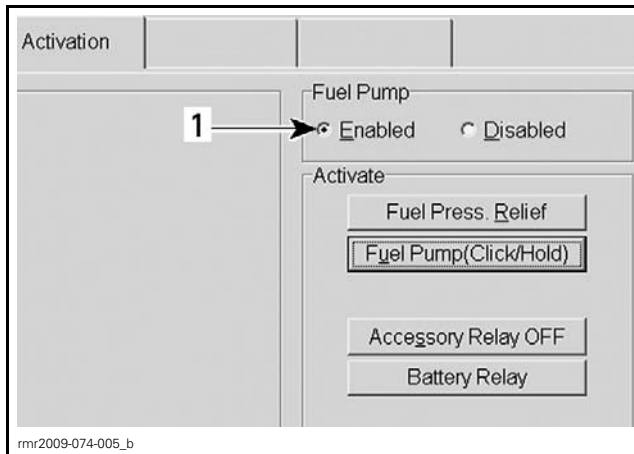 Activation
Fuel Pump
1
Enabled Disabled
Activate
Fuel Press. Relief
Fuel Pump(Click/Hold)
Accessory Relay OFF
Battery Relay
rmr2009-074-005_b